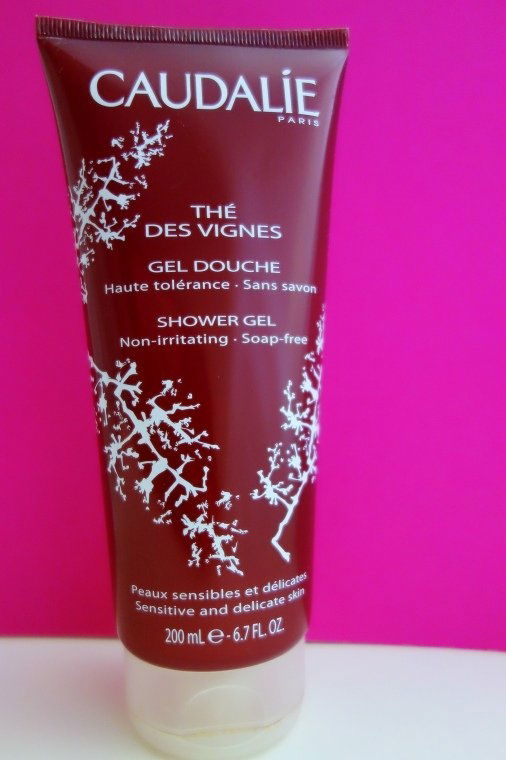 CAUDALÍE
PARIS
THÉ
DES VIGNES
GEL DOUCHE
Haute tolérance · Sans savon
SHOWER GEL
Non-irritating · Soap-free
Peaux sensibles et délicates
Sensitive and delicate skin
200 mL ℮ - 6.7 FL. OZ.